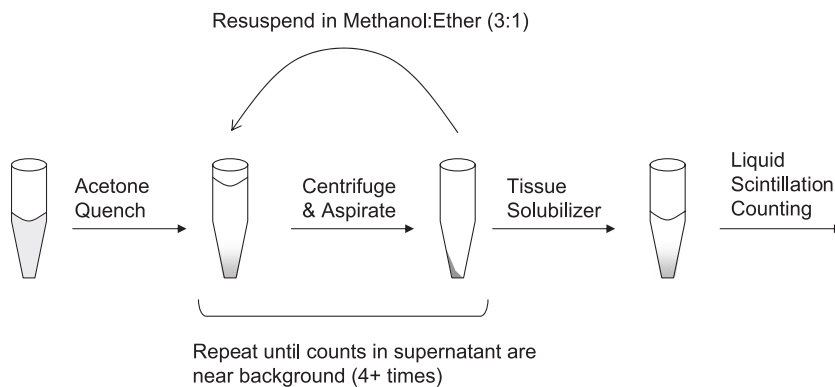 Resuspend in Methanol:Ether (3:1)
Acetone
Quench
Centrifuge
& Aspirate
Tissue
Solubilizer
Liquid
Scintillation
Counting
Repeat until counts in supernatant are
near background (4+ times)